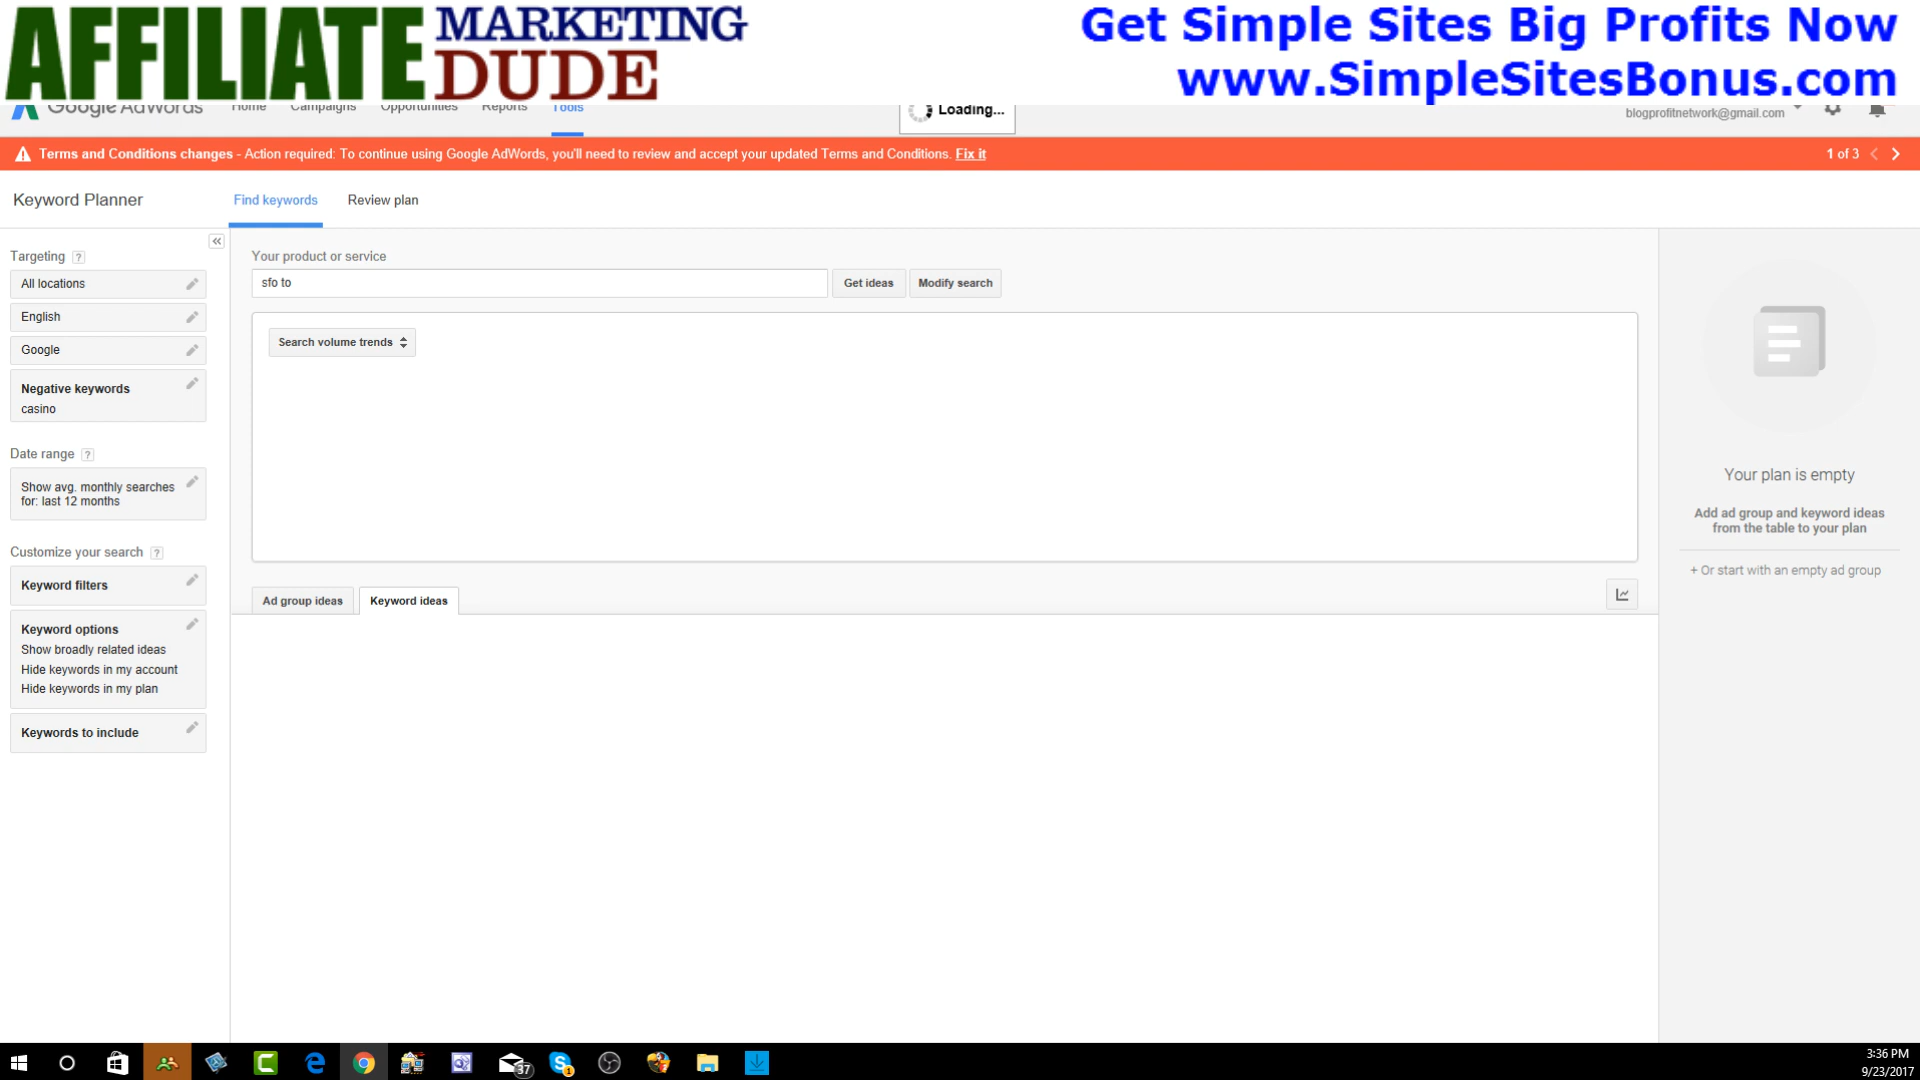 AFFILIATE MARKETING DUDE
Get Simple Sites Big Profits Now
www.SimpleSitesBonus.com
Google AdWords Home Campaigns Opportunities Reports Tools
Loading...
blogprofitnetwork@gmail.com
Terms and Conditions changes - Action required: To continue using Google AdWords, you'll need to review and accept your updated Terms and Conditions. Fix it
1 of 3
Keyword Planner
Find keywords
Review plan
Targeting ?
All locations
English
Google
Negative keywords
casino
Date range ?
Show avg. monthly searches
for: last 12 months
Customize your search ?
Keyword filters
Keyword options
Show broadly related ideas
Hide keywords in my account
Hide keywords in my plan
Keywords to include
Your product or service
sfo to
Get ideas
Modify search
Search volume trends
Ad group ideas
Keyword ideas
Your plan is empty
Add ad group and keyword ideas
from the table to your plan
+ Or start with an empty ad group
37
1
3:36 PM
9/23/2017